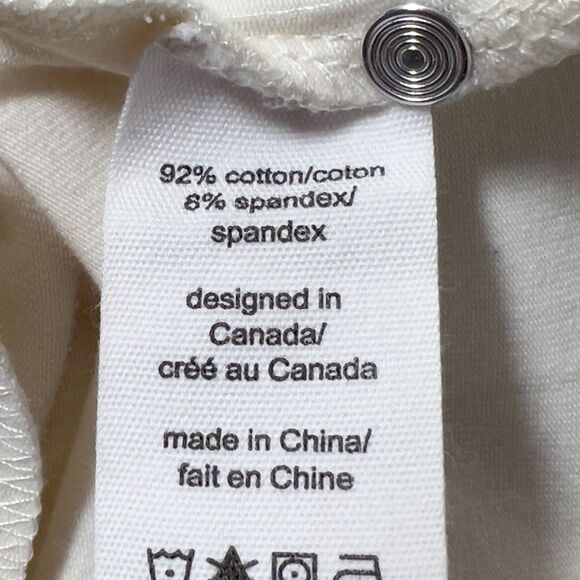 92% cotton/coton
8% spandex/
spandex
designed in
Canada/
créé au Canada
made in China/
fait en Chine